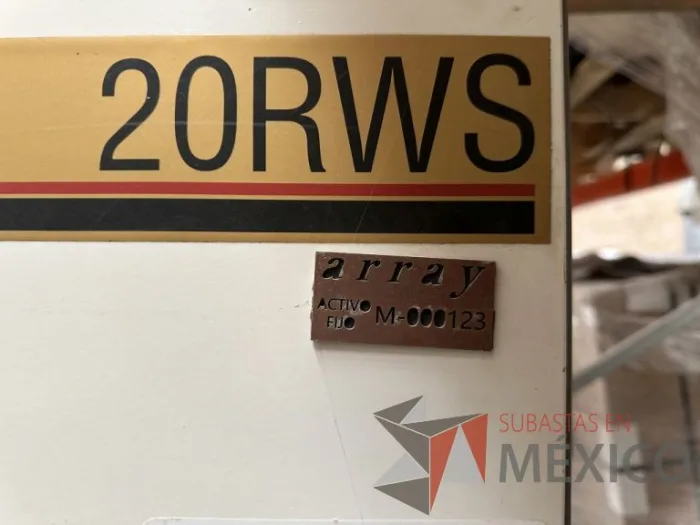 20RWS
array
ACTIVO
FIJO
M-000123
SUBASTAS EN
MÉXICO